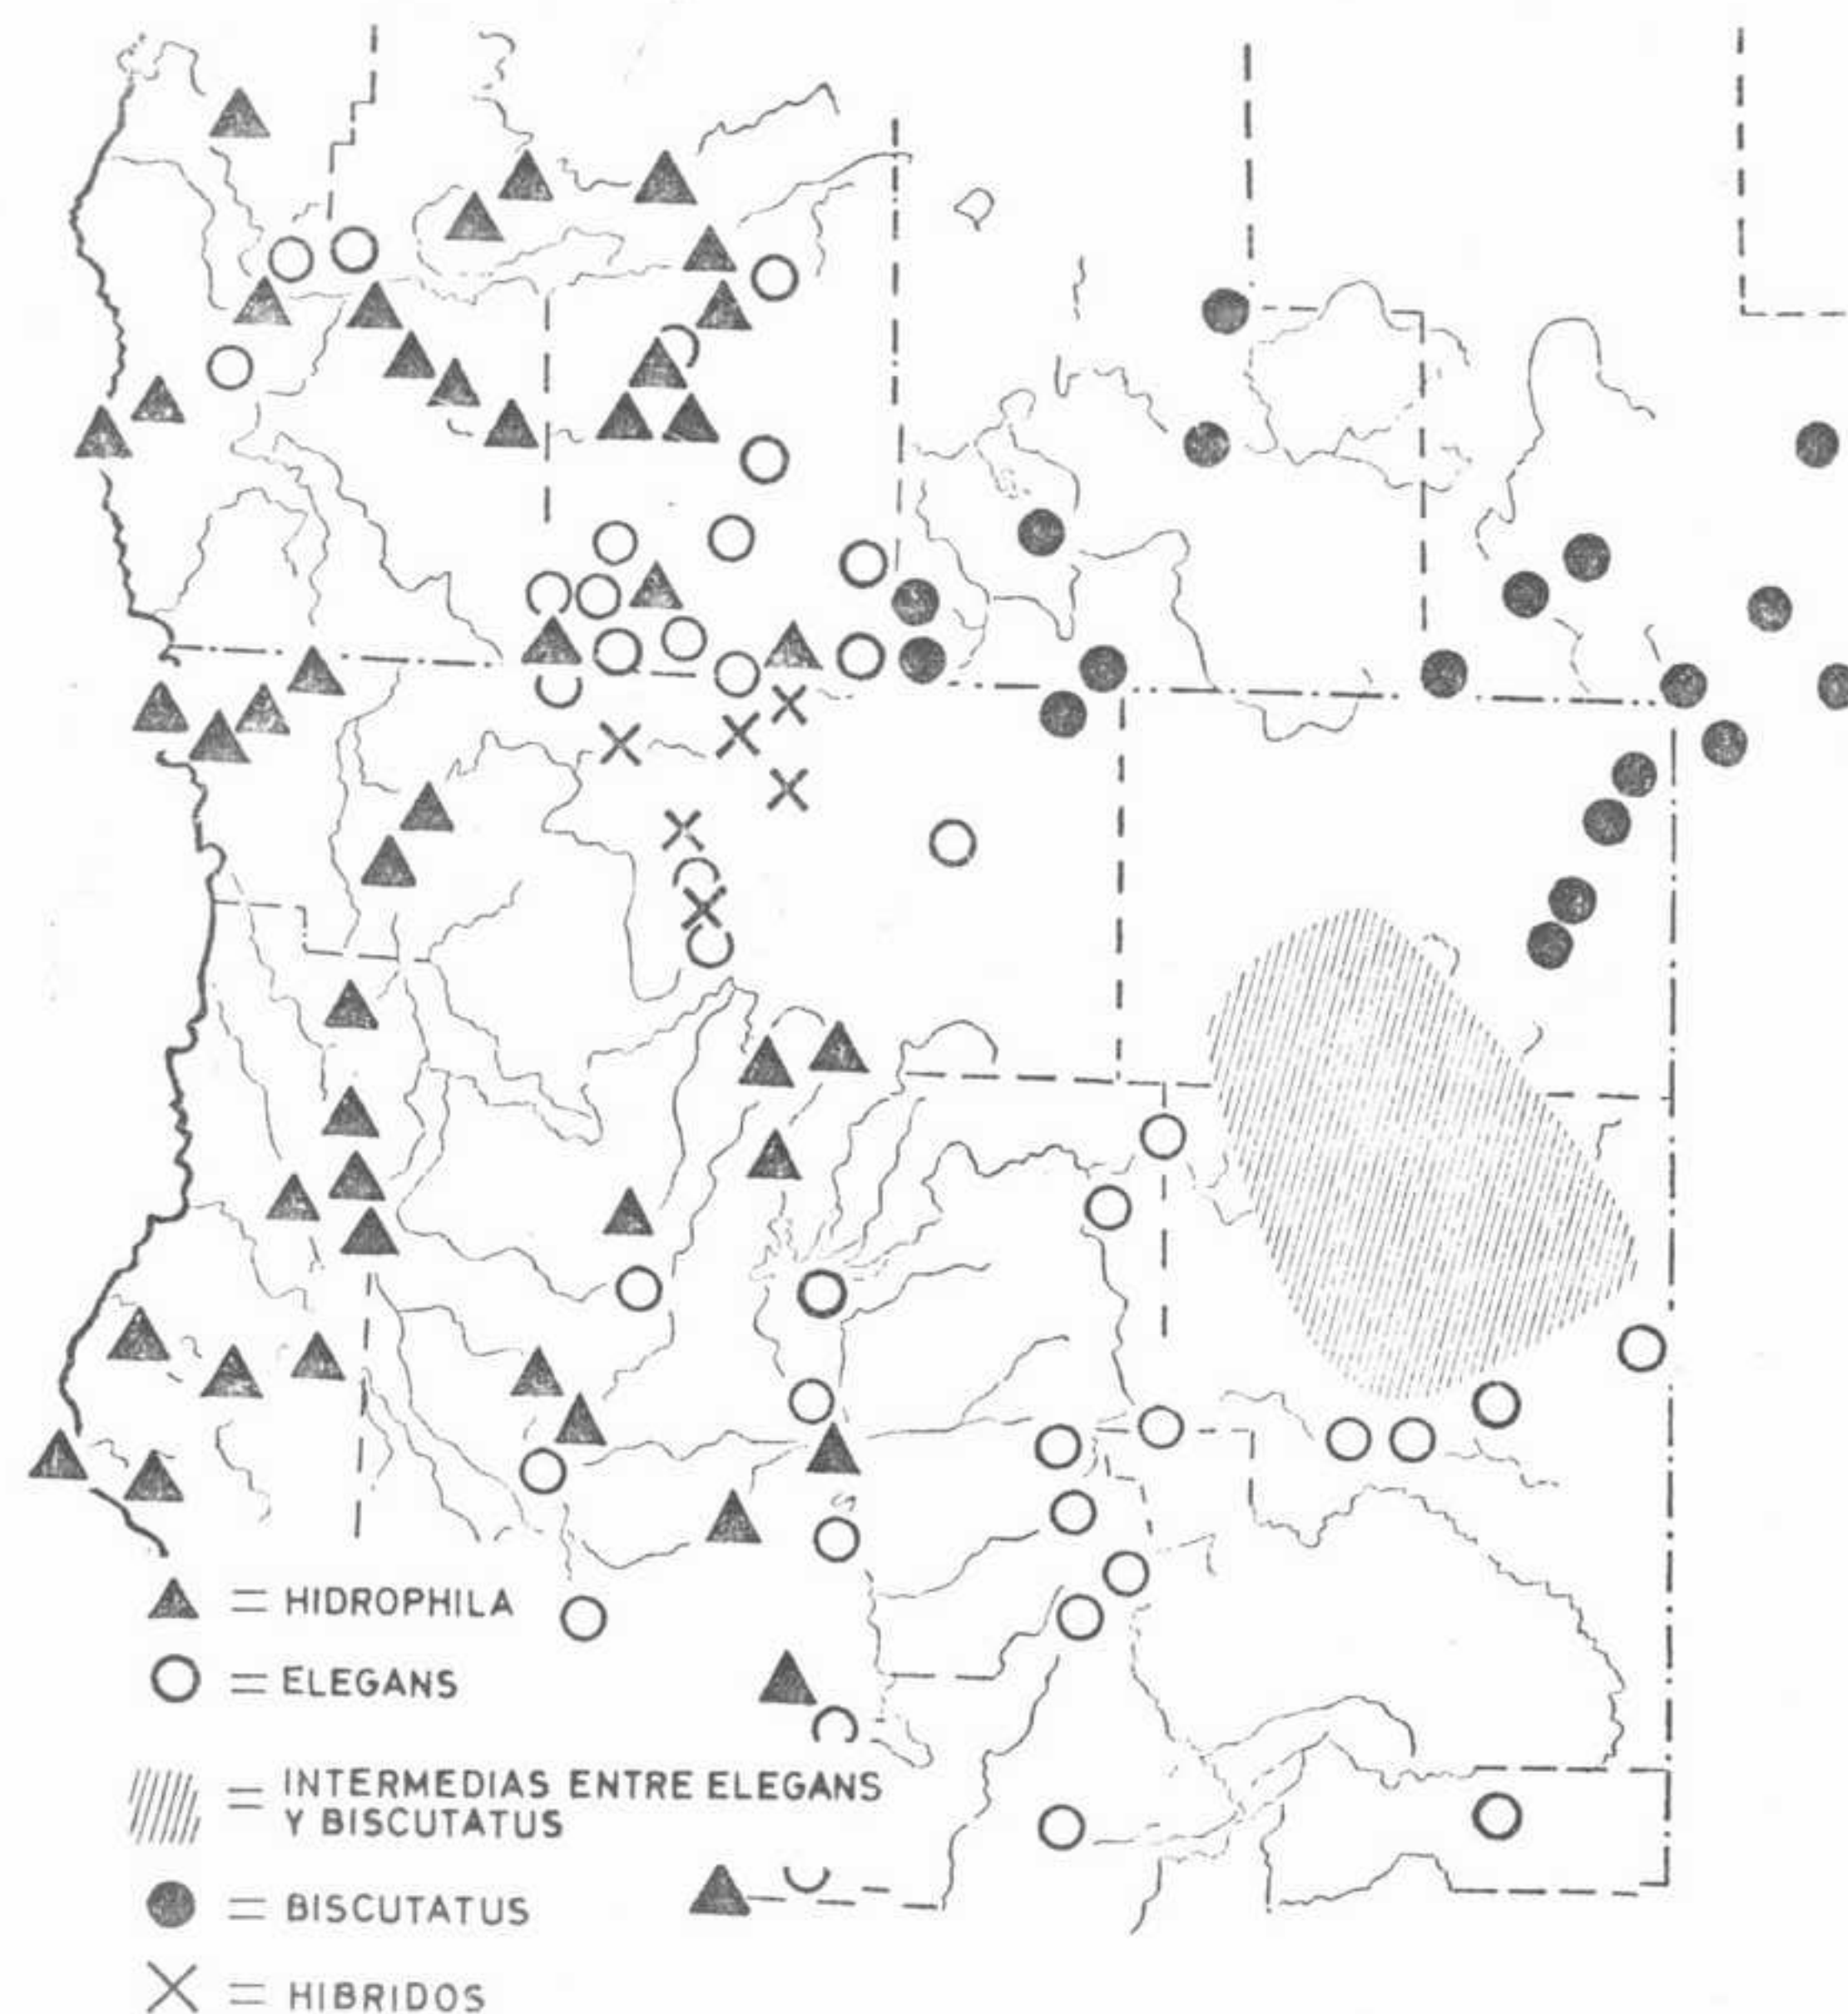 = HIDROPHILA
= ELEGANS
= INTERMEDIAS ENTRE ELEGANS
Y BISCUTATUS
= BISCUTATUS
= HIBRIDOS